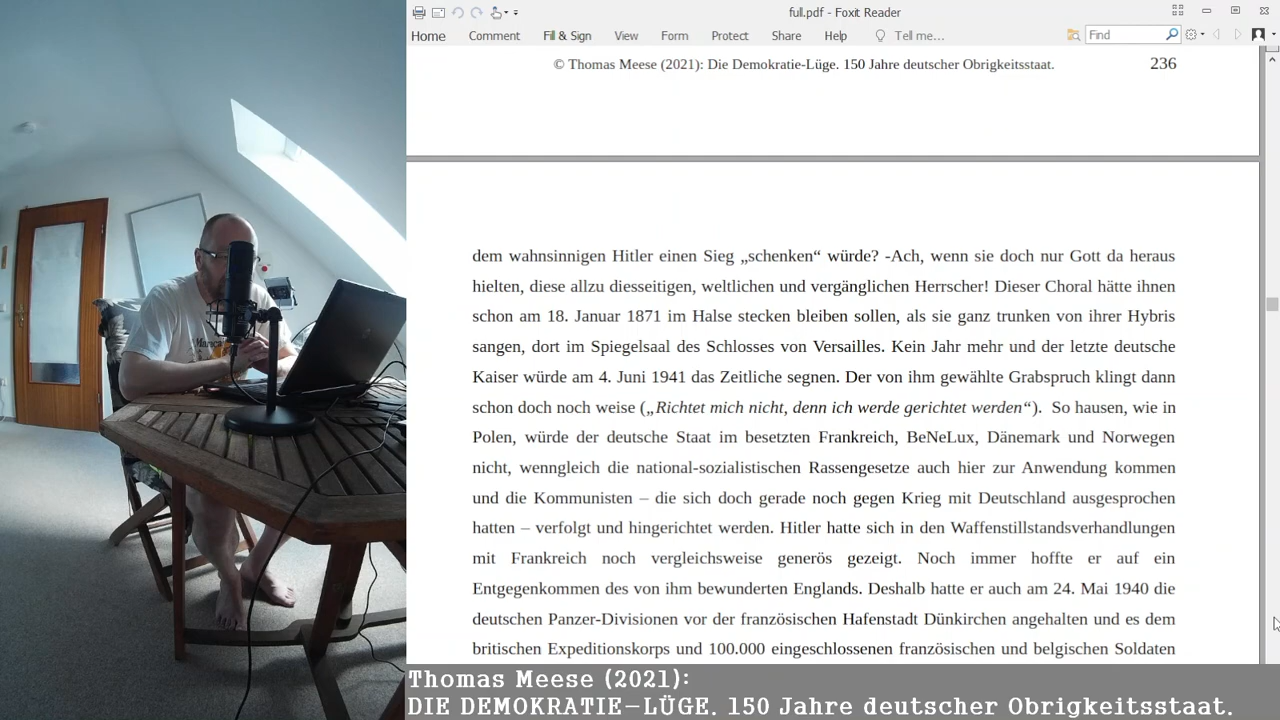 full.pdf - Foxit Reader
Home Comment Fill & Sign View Form Protect Share Help Tell me... Find
© Thomas Meese (2021): Die Demokratie-Lüge. 150 Jahre deutscher Obrigkeitsstaat. 236
dem wahnsinnigen Hitler einen Sieg „schenken“ würde? -Ach, wenn sie doch nur Gott da heraus
hielten, diese allzu diesseitigen, weltlichen und vergänglichen Herrscher! Dieser Choral hätte ihnen
schon am 18. Januar 1871 im Halse stecken bleiben sollen, als sie ganz trunken von ihrer Hybris
sangen, dort im Spiegelsaal des Schlosses von Versailles. Kein Jahr mehr und der letzte deutsche
Kaiser würde am 4. Juni 1941 das Zeitliche segnen. Der von ihm gewählte Grabspruch klingt dann
schon doch noch weise („Richtet mich nicht, denn ich werde gerichtet werden“). So hausen, wie in
Polen, würde der deutsche Staat im besetzten Frankreich, BeNeLux, Dänemark und Norwegen
nicht, wenngleich die national-sozialistischen Rassengesetze auch hier zur Anwendung kommen
und die Kommunisten – die sich doch gerade noch gegen Krieg mit Deutschland ausgesprochen
hatten – verfolgt und hingerichtet werden. Hitler hatte sich in den Waffenstillstandsverhandlungen
mit Frankreich noch vergleichsweise generös gezeigt. Noch immer hoffte er auf ein
Entgegenkommen des von ihm bewunderten Englands. Deshalb hatte er auch am 24. Mai 1940 die
deutschen Panzer-Divisionen vor der französischen Hafenstadt Dünkirchen angehalten und es dem
britischen Expeditionskorps und 100.000 eingeschlossenen französischen und belgischen Soldaten
Thomas Meese (2021):
DIE DEMOKRATIE-LÜGE. 150 Jahre deutscher Obrigkeitsstaat.